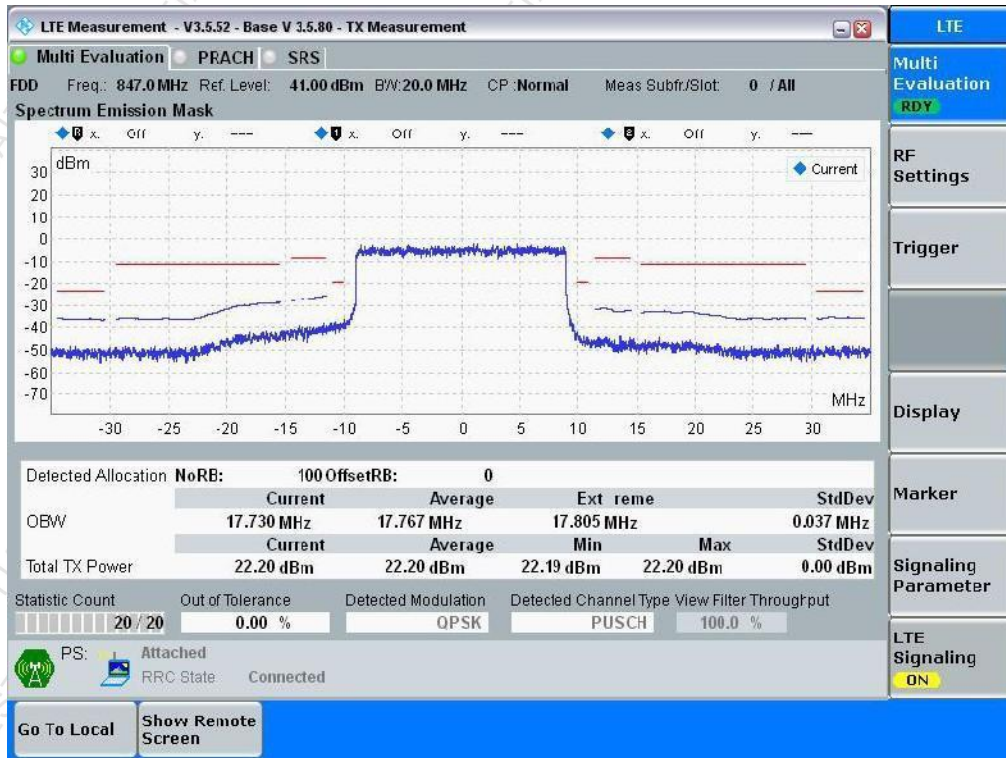 LTE Measurement - V3.5.52 - Base V 3.5.80 - TX Measurement
LTE
Multi Evaluation PRACH SRS
Multi Evaluation
RDY
FDD Freq.: 847.0 MHz Ref. Level: 41.00 dBm BW:20.0 MHz CP :Normal Meas Subfr./Slot: 0 / All
Spectrum Emission Mask
x. Off y. --- 1 x. Off y. --- 2 x. Off y. ---
dBm
Current
30
20
10
0
-10
-20
-30
-40
-50
-60
-70
MHz
-30 -25 -20 -15 -10 -5 0 5 10 15 20 25 30
RF Settings
Trigger
Display
Marker
Signaling Parameter
LTE Signaling
ON
Detected Allocation NoRB: 100 OffsetRB: 0
Current Average Ext reme StdDev
OBW 17.730 MHz 17.767 MHz 17.805 MHz 0.037 MHz
Current Average Min Max StdDev
Total TX Power 22.20 dBm 22.20 dBm 22.19 dBm 22.20 dBm 0.00 dBm
Statistic Count Out of Tolerance Detected Modulation Detected Channel Type View Filter Throughput
20 / 20 0.00 % QPSK PUSCH 100.0 %
PS: Attached
RRC State Connected
Go To Local
Show Remote Screen